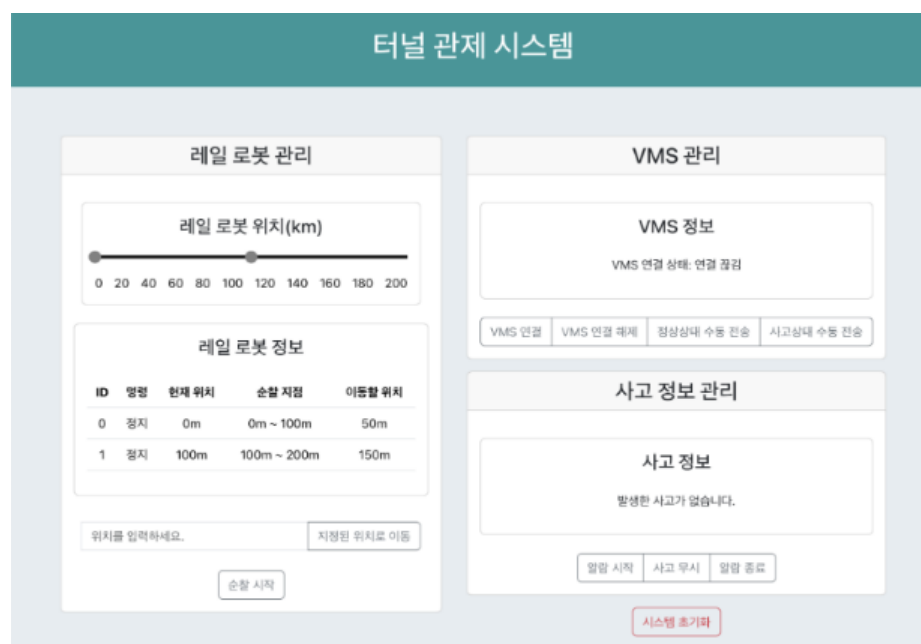 터널 관제 시스템
레일 로봇 관리
레일 로봇 위치(km)
0 20 40 60 80 100 120 140 160 180 200
레일 로봇 정보
ID 명령 현재 위치 순찰 지점 이동할 위치
0 정지 0m 0m ~ 100m 50m
1 정지 100m 100m ~ 200m 150m
위치를 입력하세요. 지정된 위치로 이동
순찰 시작
VMS 관리
VMS 정보
VMS 연결 상태: 연결 끊김
VMS 연결 VMS 연결 해제 정상상태 수동 전송 사고상태 수동 전송
사고 정보 관리
사고 정보
발생한 사고가 없습니다.
알람 시작 사고 무시 알람 종료
시스템 초기화